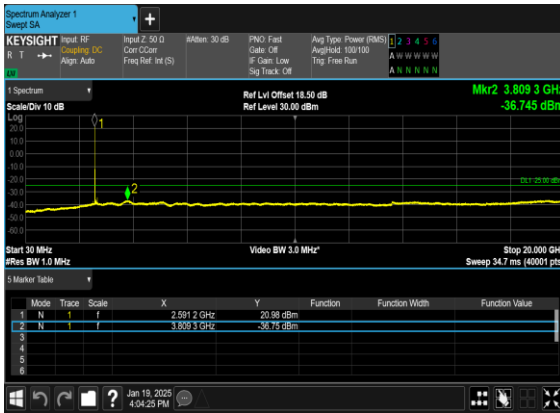 Spectrum Analyzer 1
Swept SA
+
KEYSIGHT Input: RF Input Z: 50 Ω #Atten: 30 dB PNO: Fast Avg Type: Power (RMS) 1 2 3 4 5 6
R T Coupling: DC Corr CCorr Gate: Off Avg|Hold: 100/100 A W W W W W
Align: Auto Freq Ref: Int (S) IF Gain: Low Trig: Free Run
LXI Sig Track: Off A N N N N N
1 Spectrum Ref Lvl Offset 18.50 dB Mkr2 3.809 3 GHz
Scale/Div 10 dB Ref Level 30.00 dBm -36.745 dBm
Log
20.0
10.0
0.00
-10.0
-20.0
-30.0
-40.0
-50.0
-60.0
1
2
DL1 -25.00 dBm
Start 30 MHz Video BW 3.0 MHz* Stop 20.000 GH
#Res BW 1.0 MHz Sweep 34.7 ms (40001 pts
5 Marker Table
Mode Trace Scale X Y Function Function Width Function Value
1 N 1 f 2.591 2 GHz 20.98 dBm
2 N 1 f 3.809 3 GHz -36.75 dBm
3
4
5
6
? Jan 19, 2025
4:04:25 PM